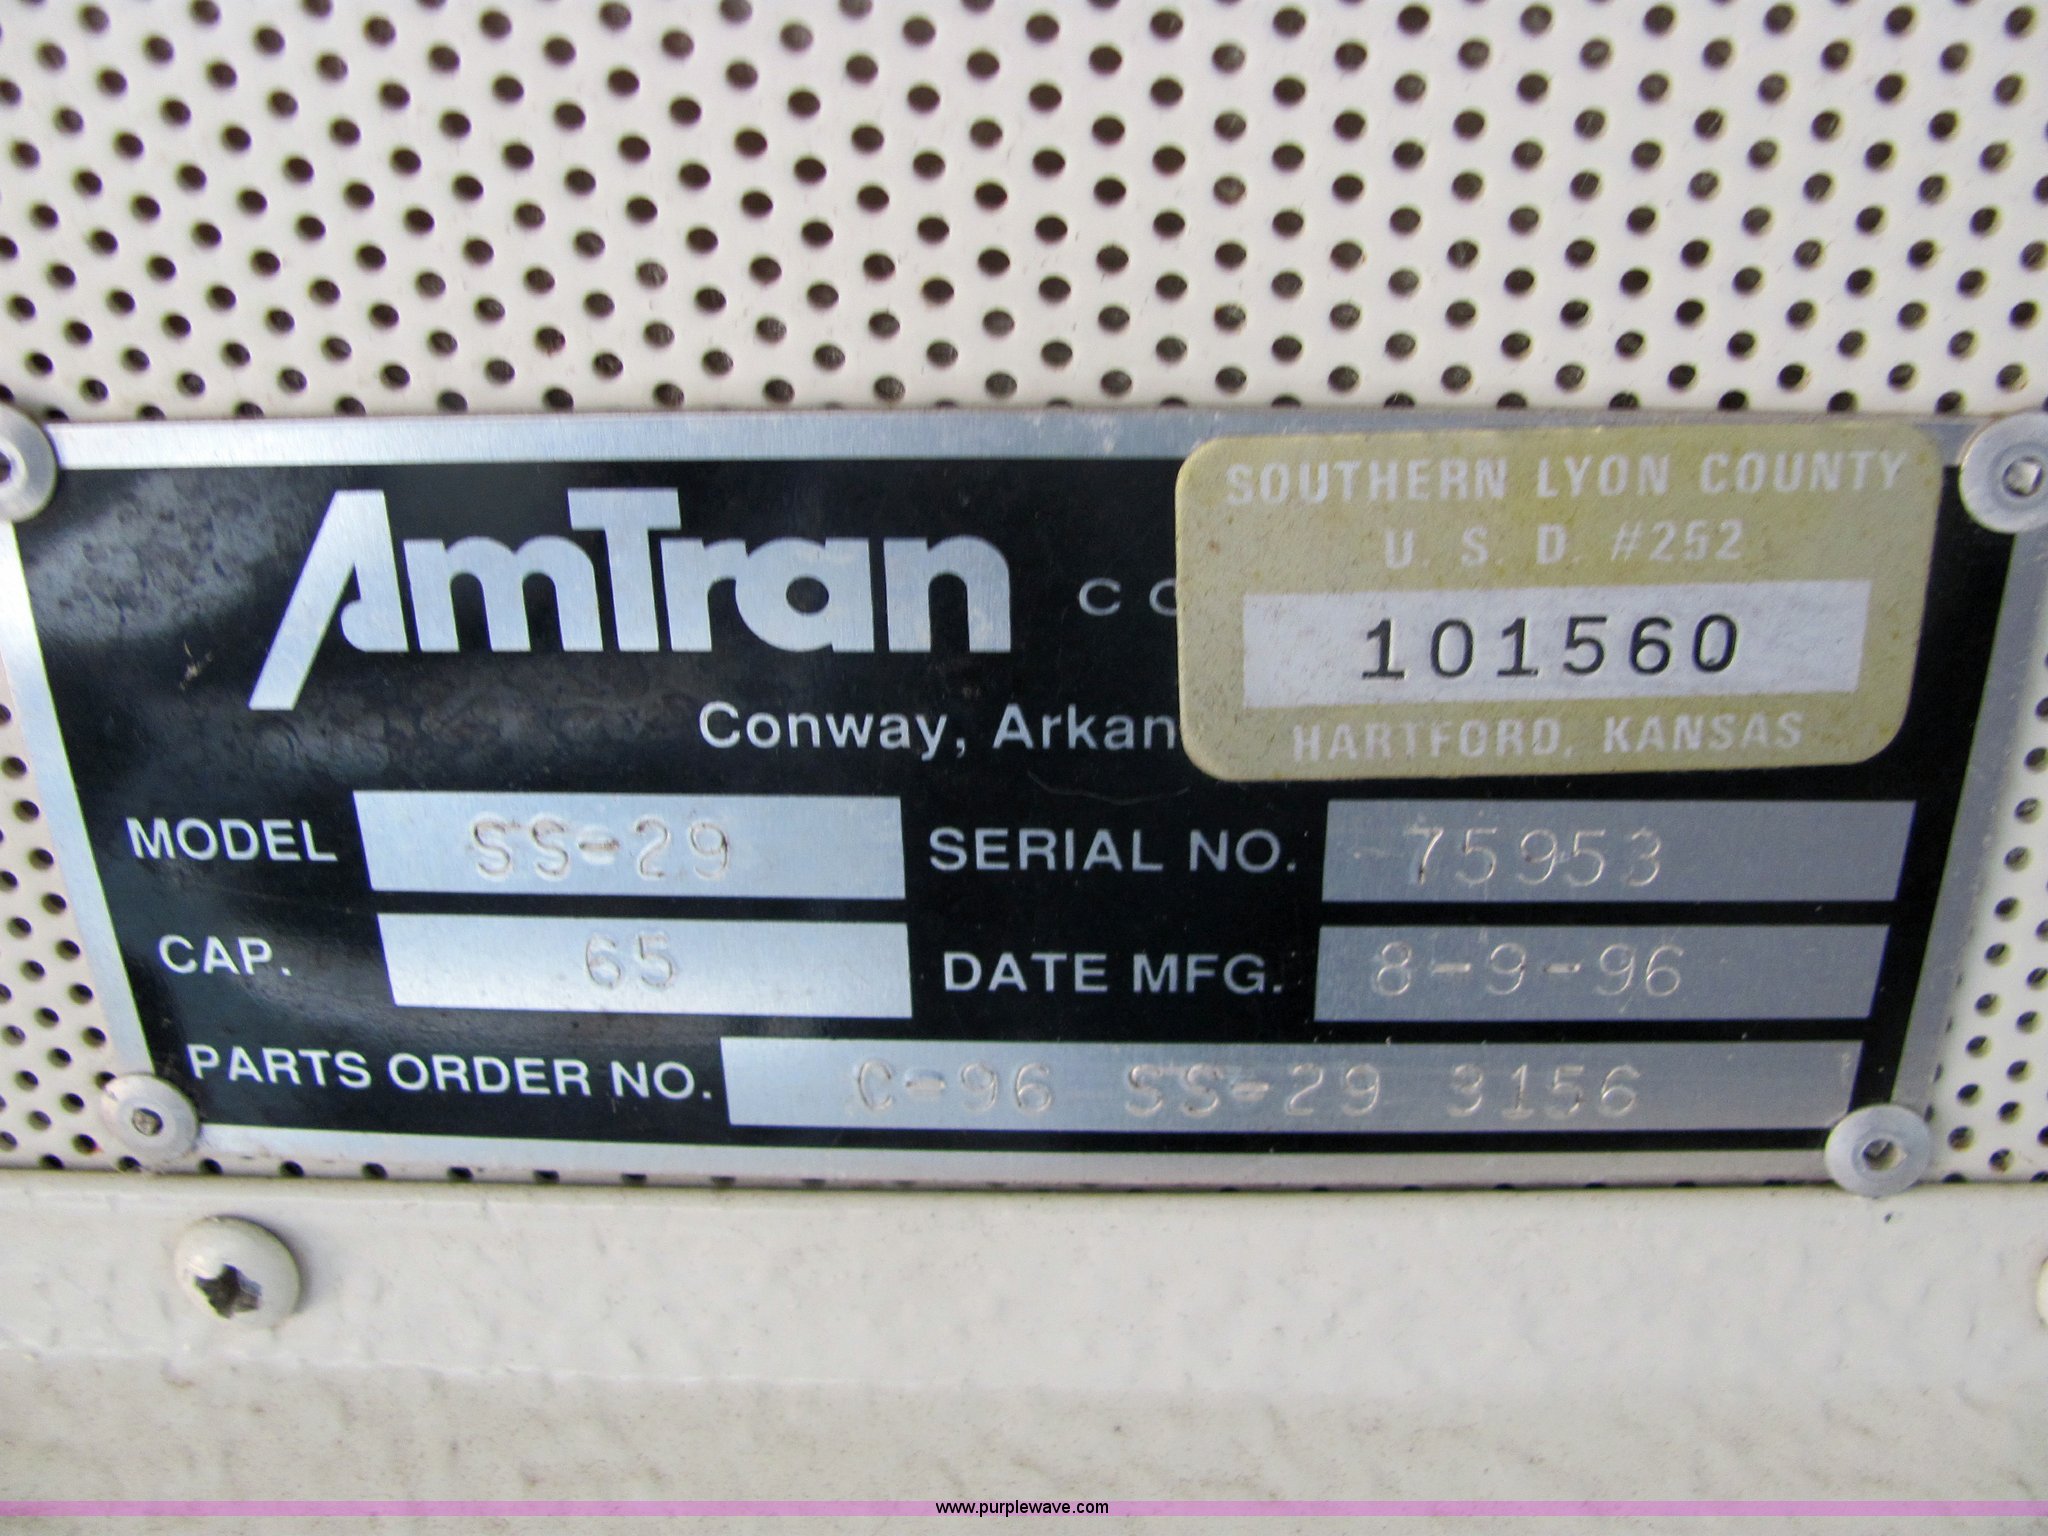 AmTran CO
Conway, Arkan
SOUTHERN LYON COUNTY
U. S. D. #252
101560
HARTFORD, KANSAS
MODEL SS-29 SERIAL NO. 75953
CAP. 65 DATE MFG. 8-9-96
PARTS ORDER NO. C-96 SS-29 3156
www.purplewave.com